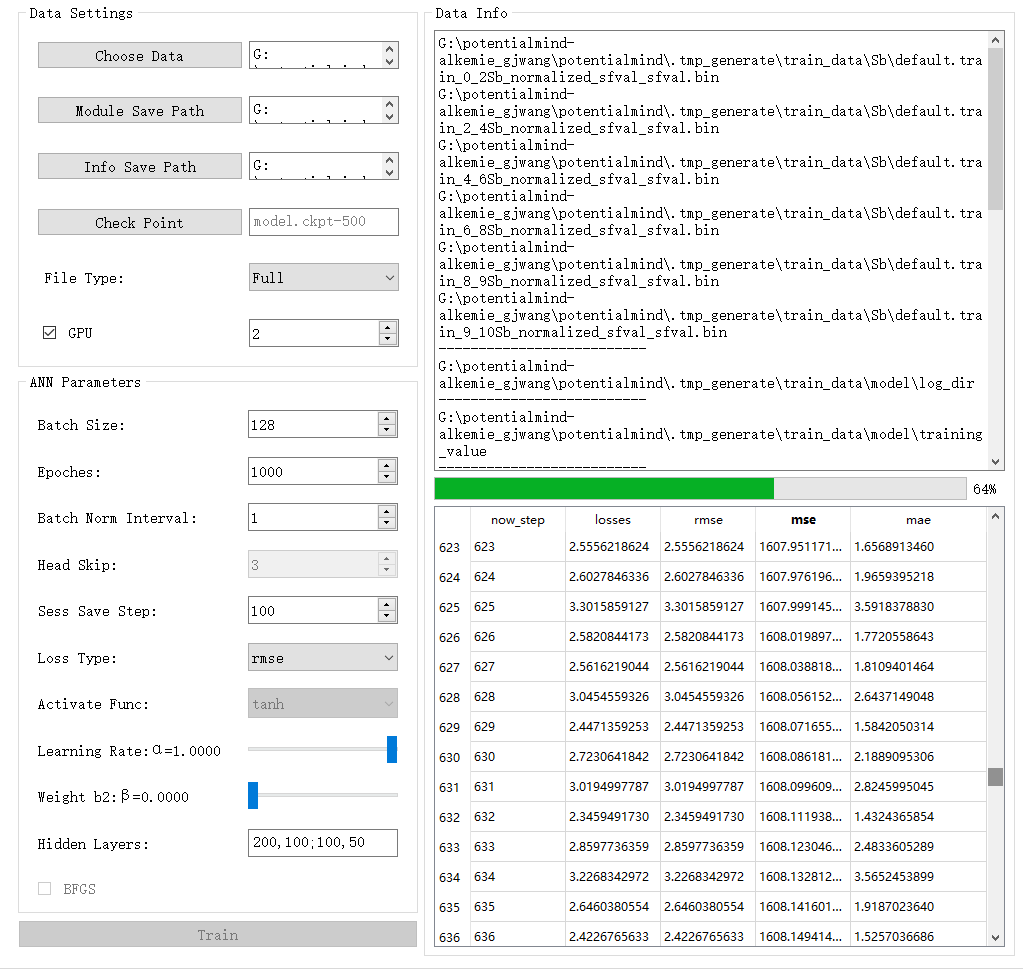 Data Settings
Choose Data
G:
Module Save Path
G:
Info Save Path
G:
Check Point
model.ckpt-500
File Type:
Full
GPU
2
ANN Parameters
Batch Size:
128
Epoches:
1000
Batch Norm Interval:
1
Head Skip:
3
Sess Save Step:
100
Loss Type:
rmse
Activate Func:
tanh
Learning Rate:α=1.0000
Weight b2:β=0.0000
Hidden Layers:
200,100;100,50
BFGS
Train
Data Info
G:\potentialmind-
alkemie_gjwang\potentialmind\.tmp_generate\train_data\Sb\default.tra
in_0_2Sb_normalized_sfval_sfval.bin
G:\potentialmind-
alkemie_gjwang\potentialmind\.tmp_generate\train_data\Sb\default.tra
in_2_4Sb_normalized_sfval_sfval.bin
G:\potentialmind-
alkemie_gjwang\potentialmind\.tmp_generate\train_data\Sb\default.tra
in_4_6Sb_normalized_sfval_sfval.bin
G:\potentialmind-
alkemie_gjwang\potentialmind\.tmp_generate\train_data\Sb\default.tra
in_6_8Sb_normalized_sfval_sfval.bin
G:\potentialmind-
alkemie_gjwang\potentialmind\.tmp_generate\train_data\Sb\default.tra
in_8_9Sb_normalized_sfval_sfval.bin
G:\potentialmind-
alkemie_gjwang\potentialmind\.tmp_generate\train_data\Sb\default.tra
in_9_10Sb_normalized_sfval_sfval.bin
--------------------------
G:\potentialmind-
alkemie_gjwang\potentialmind\.tmp_generate\train_data\model\log_dir
--------------------------
G:\potentialmind-
alkemie_gjwang\potentialmind\.tmp_generate\train_data\model\training
_value
--------------------------
64%
now_step losses rmse mse mae
623 623 2.5556218624 2.5556218624 1607.951171... 1.6568913460
624 624 2.6027846336 2.6027846336 1607.976196... 1.9659395218
625 625 3.3015859127 3.3015859127 1607.999145... 3.5918378830
626 626 2.5820844173 2.5820844173 1608.019897... 1.7720558643
627 627 2.5616219044 2.5616219044 1608.038818... 1.8109401464
628 628 3.0454559326 3.0454559326 1608.056152... 2.6437149048
629 629 2.4471359253 2.4471359253 1608.071655... 1.5842050314
630 630 2.7230641842 2.7230641842 1608.086181... 2.1889095306
631 631 3.0194997787 3.0194997787 1608.099609... 2.8245995045
632 632 2.3459491730 2.3459491730 1608.111938... 1.4324365854
633 633 2.8597736359 2.8597736359 1608.123046... 2.4833605289
634 634 3.2268342972 3.2268342972 1608.132812... 3.5652453899
635 635 2.6460380554 2.6460380554 1608.141601... 1.9187023640
636 636 2.4226765633 2.4226765633 1608.149414... 1.5257036686